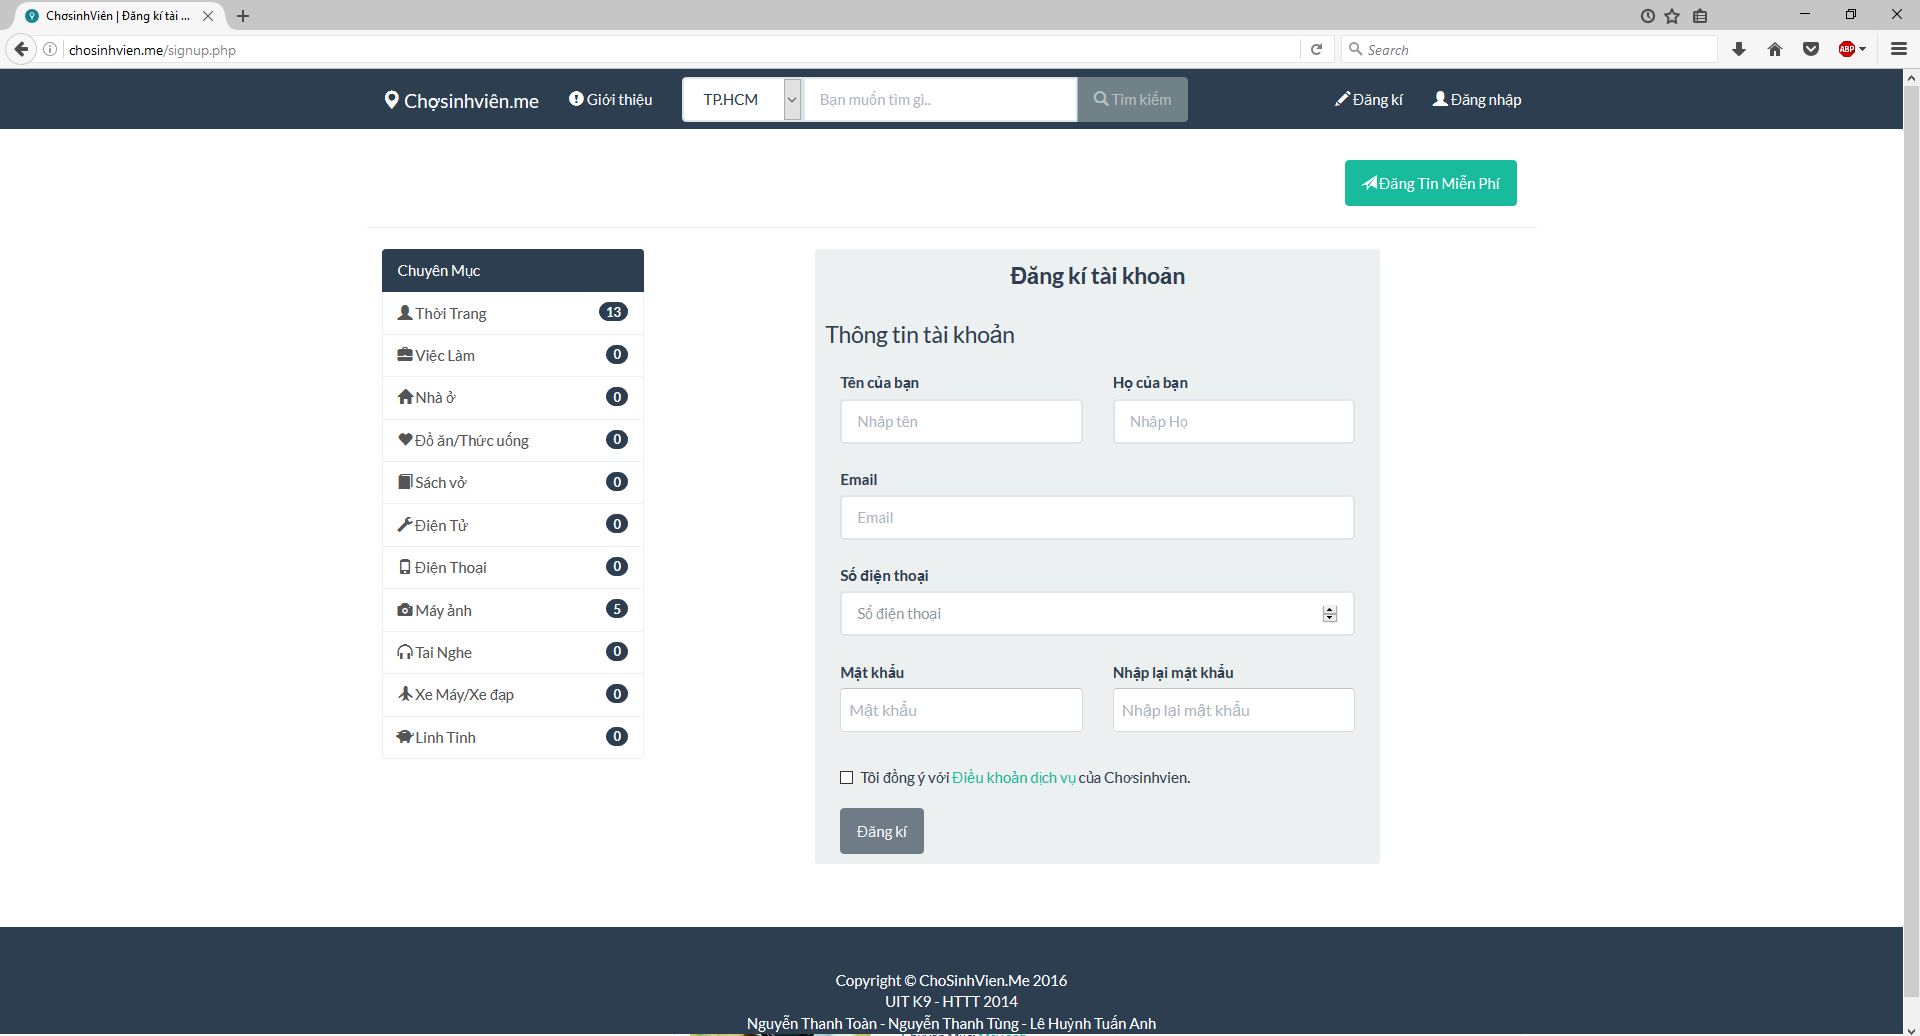 ChợsinhViên | Đăng kí tài ...
chosinhvien.me/signup.php
Search
ABP
Chợsinhviên.me
Giới thiệu
TP.HCM
Bạn muốn tìm gì..
Tìm kiếm
Đăng kí
Đăng nhập
Đăng Tin Miễn Phí
Chuyên Mục
Thời Trang 13
Việc Làm 0
Nhà ở 0
Đồ ăn/Thức uống 0
Sách vở 0
Điện Tử 0
Điện Thoại 0
Máy ảnh 5
Tai Nghe 0
Xe Máy/Xe đạp 0
Linh Tinh 0
Đăng kí tài khoản
Thông tin tài khoản
Tên của bạn
Họ của bạn
Nhập tên
Nhập Họ
Email
Email
Số điện thoại
Số điện thoại
Mật khẩu
Nhập lại mật khẩu
Mật khẩu
Nhập lại mật khẩu
Tôi đồng ý với Điều khoản dịch vụ của Chợsinhvien.
Đăng kí
Copyright © ChoSinhVien.Me 2016
UIT K9 - HTTT 2014
Nguyễn Thanh Toàn - Nguyễn Thanh Tùng - Lê Huỳnh Tuấn Anh